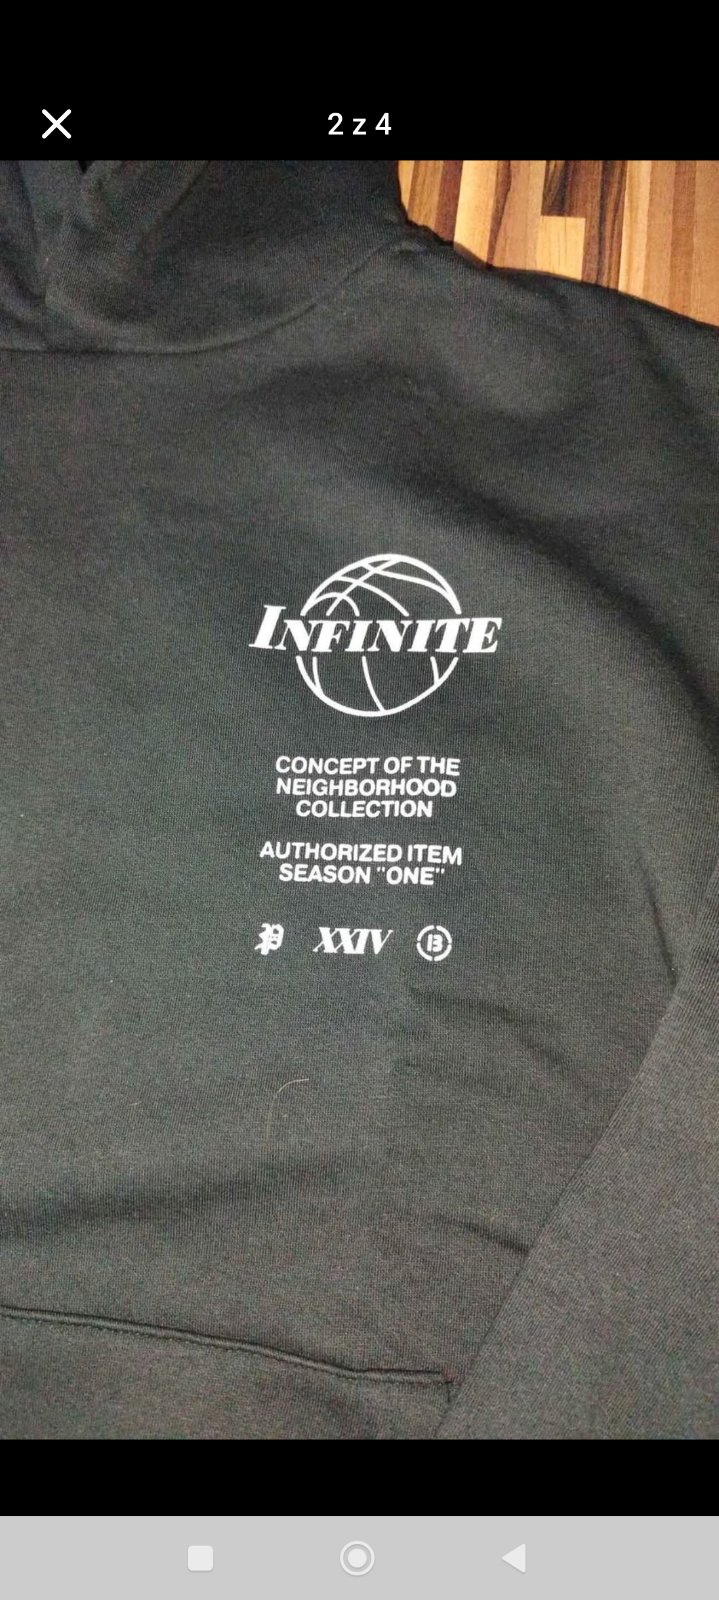 2 z 4
INFINITE
CONCEPT OF THE
NEIGHBORHOOD
COLLECTION
AUTHORIZED ITEM
SEASON "ONE"
P XXIV B